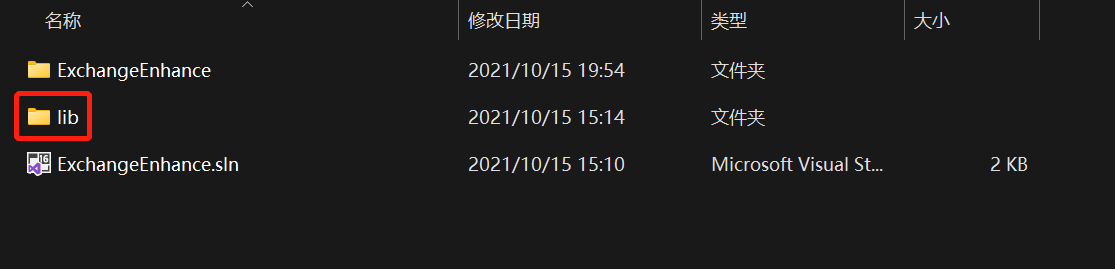 名称 修改日期 类型 大小
ExchangeEnhance 2021/10/15 19:54 文件夹
lib 2021/10/15 15:14 文件夹
16
ExchangeEnhance.sln 2021/10/15 15:10 Microsoft Visual St... 2 KB